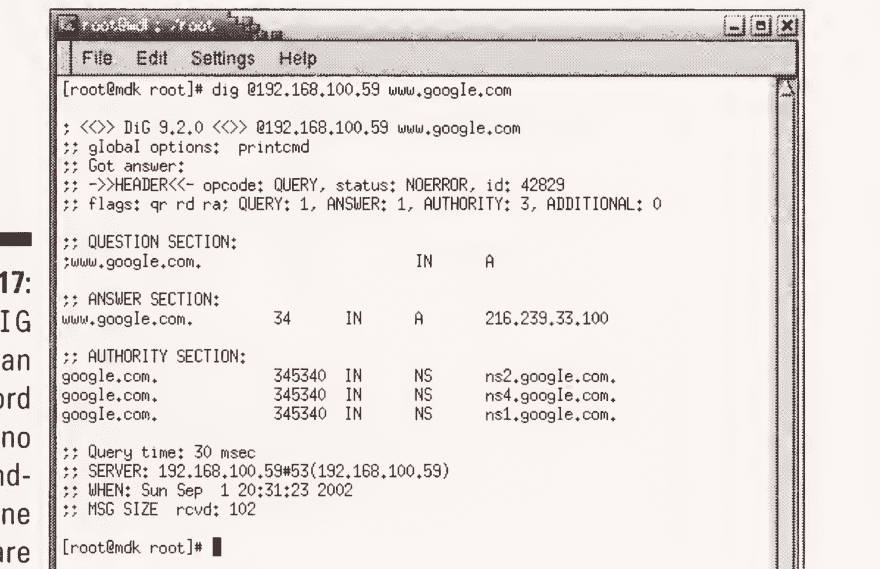 root@mdk : /root
File Edit Settings Help
[root@mdk root]# dig @192.168.100.59 www.google.com
; <<>> DiG 9.2.0 <<>> @192.168.100.59 www.google.com
;; global options: printcmd
;; Got answer:
;; ->>HEADER<<- opcode: QUERY, status: NOERROR, id: 42829
;; flags: qr rd ra; QUERY: 1, ANSWER: 1, AUTHORITY: 3, ADDITIONAL: 0
;; QUESTION SECTION:
;www.google.com. IN A
;; ANSWER SECTION:
www.google.com. 34 IN A 216.239.33.100
;; AUTHORITY SECTION:
google.com. 345340 IN NS ns2.google.com.
google.com. 345340 IN NS ns4.google.com.
google.com. 345340 IN NS ns1.google.com.
;; Query time: 30 msec
;; SERVER: 192.168.100.59#53(192.168.100.59)
;; WHEN: Sun Sep 1 20:31:23 2002
;; MSG SIZE rcvd: 102
[root@mdk root]#
17:
IG
an
ord
no
nd-
ne
are